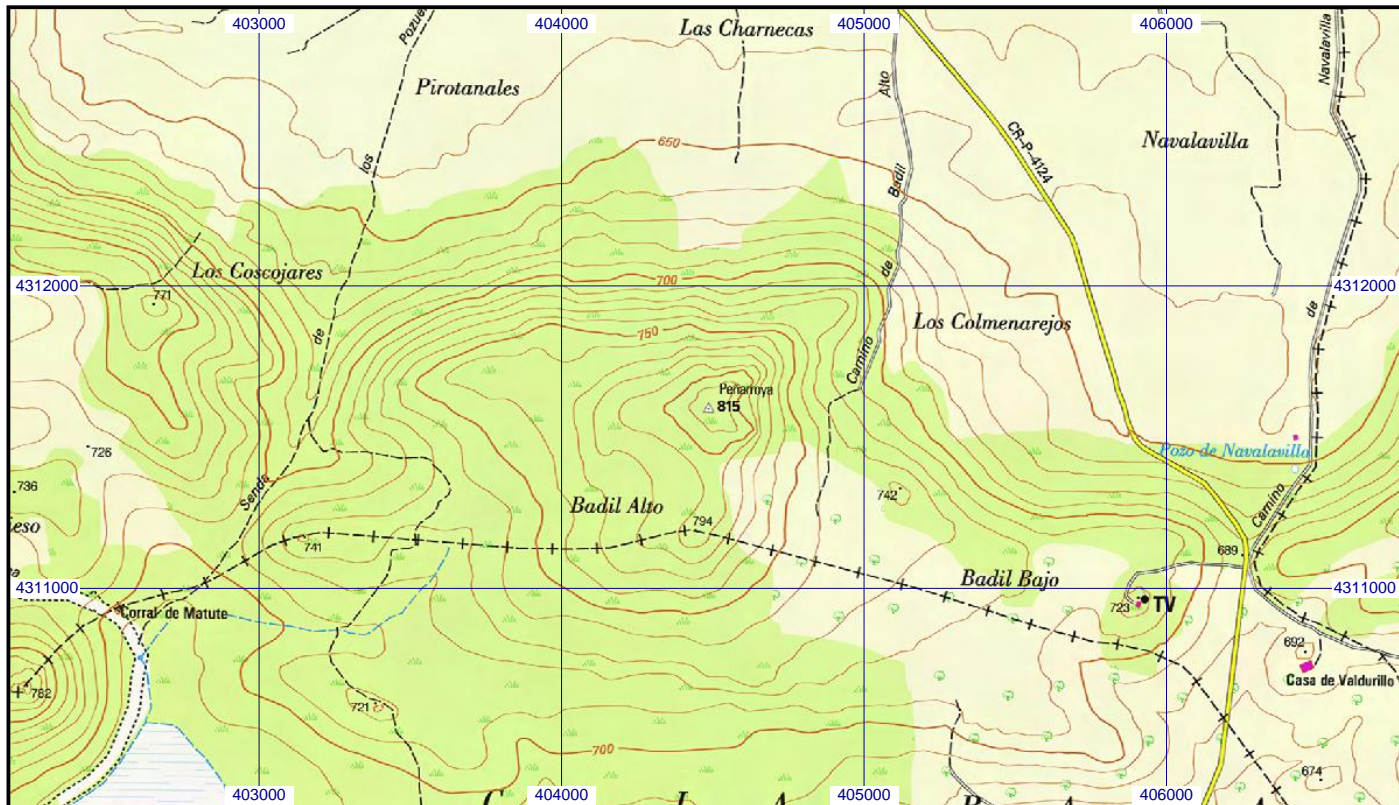 403000
404000
405000
406000
Pozue
Las Charnecas
Alto
Navalavilla
Pirotanales
CR-P-4124
650
los
Navalavilla
Badil
Los Coscojares
de
4312000
700
4312000
771
de
750
Los Colmenarejos
de
Camino
Peñarroya
815
726
Pozo de Navalavilla
736
Senda
742
Camino
ieso
Badil Alto
794
741
689
ta
4311000
Badil Bajo
4311000
Corral de Matute
723
TV
692
782
Casa de Valdurillo
721
700
674
403000
404000
405000
406000
C L A R A